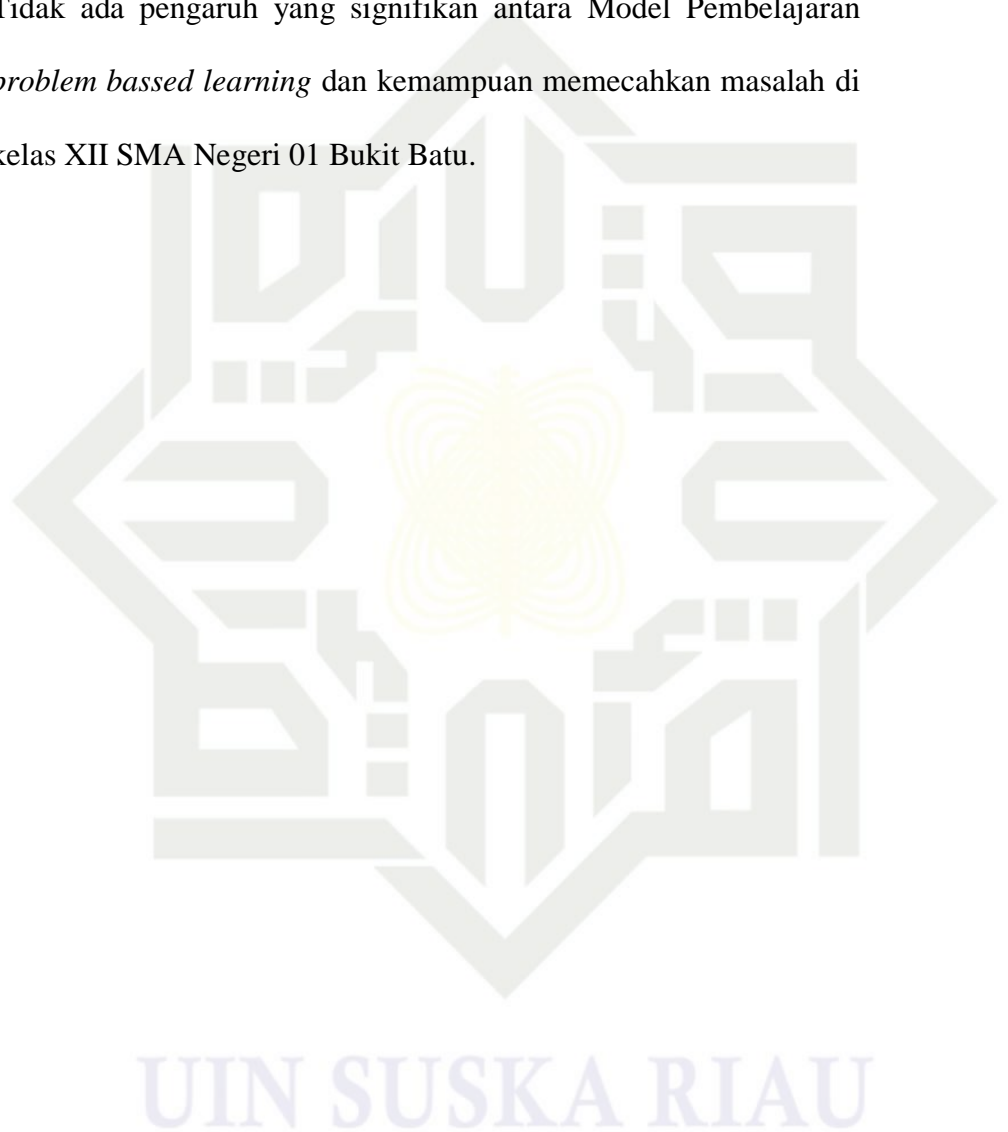 Tidak ada pengaruh yang signifikan antara Model Pembelajaran
problem bassed learning dan kemampuan memecahkan masalah di
kelas XII SMA Negeri 01 Bukit Batu.
UIN SUSKA RIAU